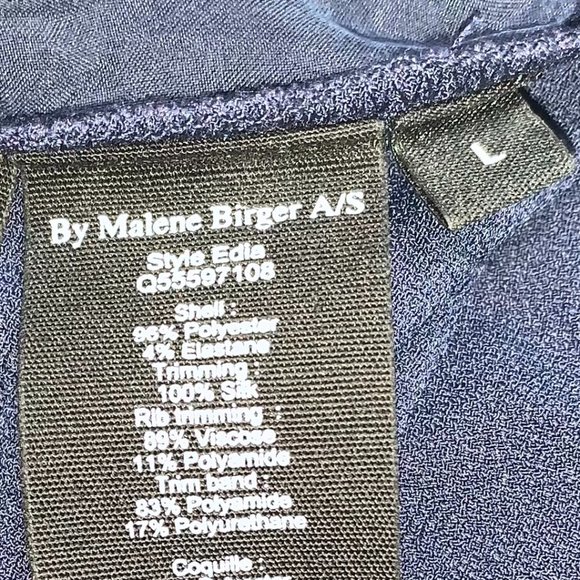 By Malene Birger A/S
L
Style Edia
Q55597108
Shell :
96% Polyester
4% Elastane
Trimming :
100% Silk
Rib trimming :
89% Viscose
11% Polyamide
Trim band :
83% Polyamide
17% Polyurethane
Coquille :